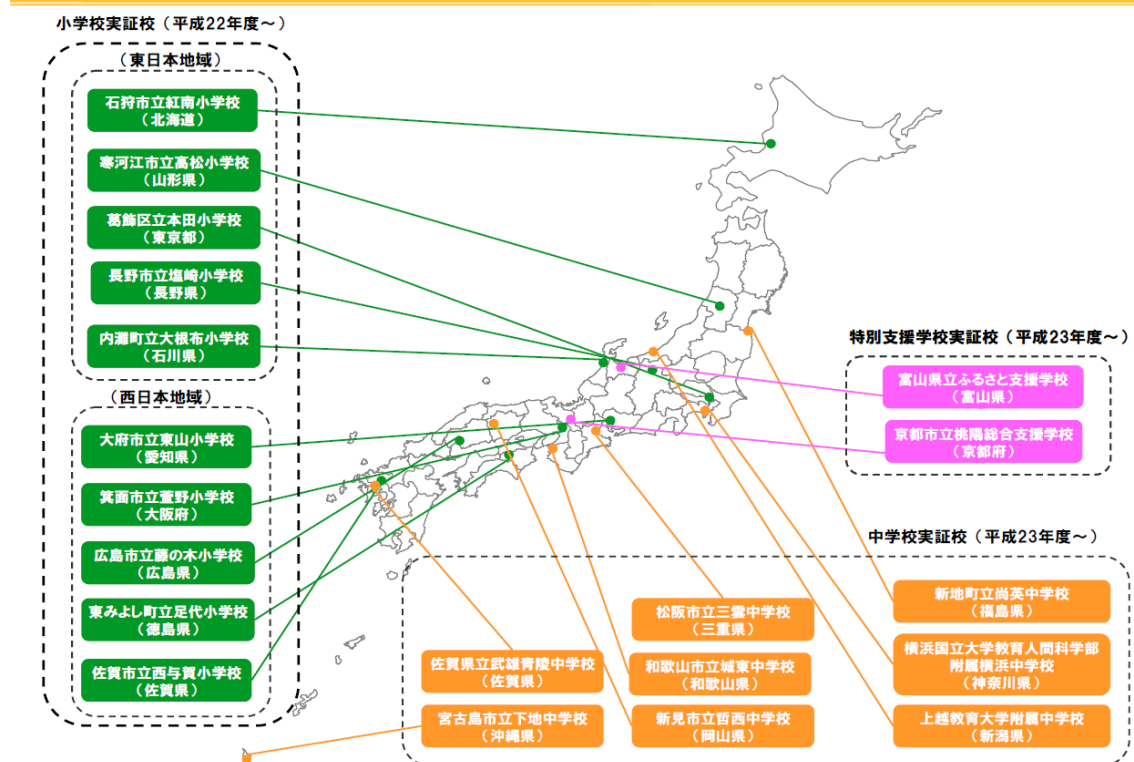 小学校実証校（平成22年度～）
（東日本地域）
石狩市立紅南小学校
（北海道）
寒河江市立高松小学校
（山形県）
葛飾区立本田小学校
（東京都）
長野市立塩崎小学校
（長野県）
内灘町立大根布小学校
（石川県）
（西日本地域）
大府市立東山小学校
（愛知県）
箕面市立萱野小学校
（大阪府）
広島市立藤の木小学校
（広島県）
東みよし町立足代小学校
（徳島県）
佐賀市立西与賀小学校
（佐賀県）
特別支援学校実証校（平成23年度～）
富山県立ふるさと支援学校
（富山県）
京都市立桃陽総合支援学校
（京都府）
中学校実証校（平成23年度～）
新地町立尚英中学校
（福島県）
横浜国立大学教育人間科学部
附属横浜中学校
（神奈川県）
上越教育大学附属中学校
（新潟県）
松阪市立三雲中学校
（三重県）
和歌山市立城東中学校
（和歌山県）
新見市立哲西中学校
（岡山県）
佐賀県立武雄青陵中学校
（佐賀県）
宮古島市立下地中学校
（沖縄県）